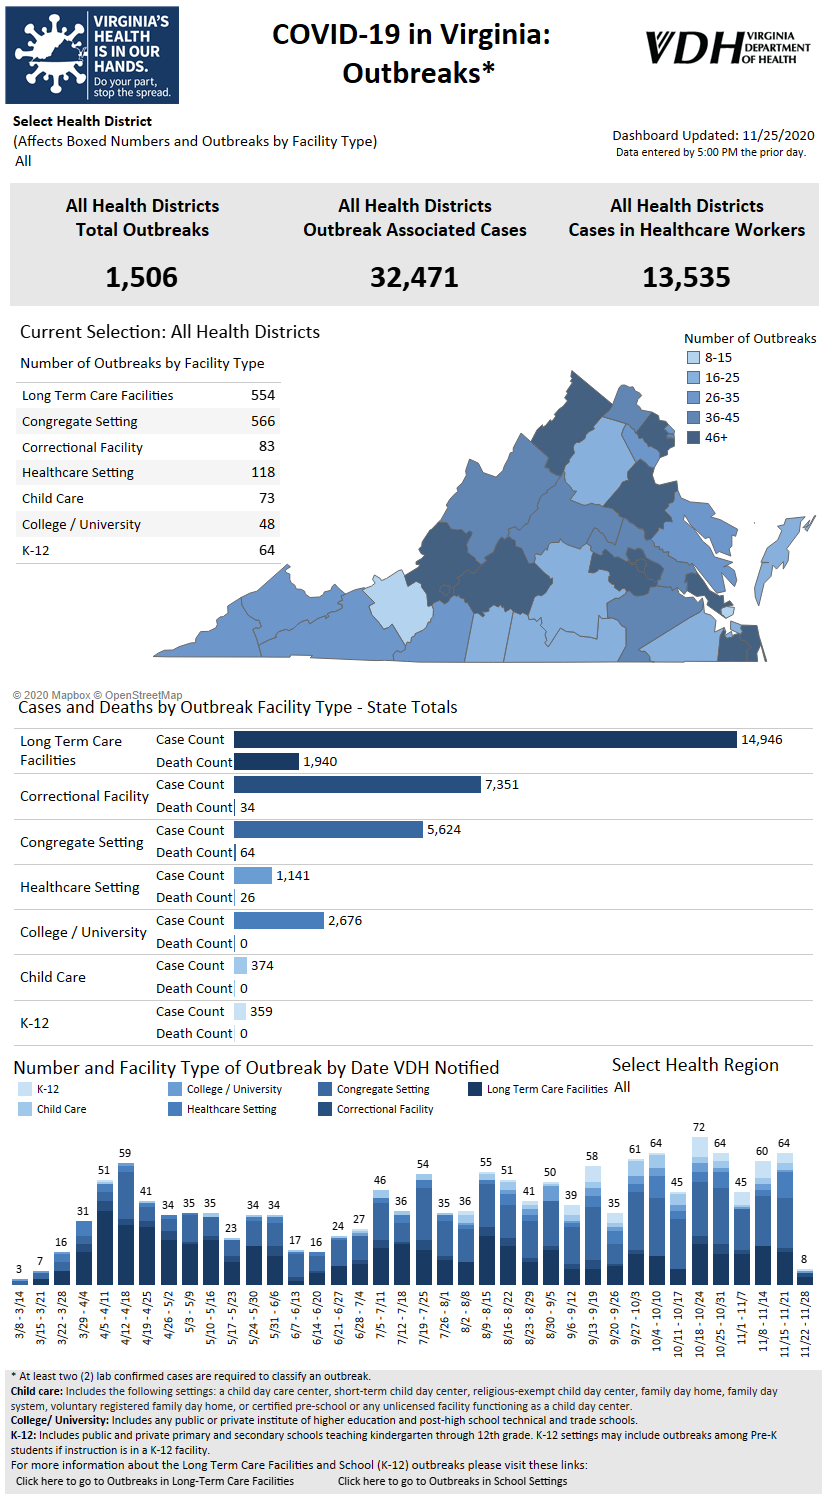 VIRGINIA'S
HEALTH
IS IN OUR
HANDS.
Do your part,
stop the spread.
COVID-19 in Virginia:
Outbreaks*
VDH VIRGINIA
DEPARTMENT
OF HEALTH
Select Health District
(Affects Boxed Numbers and Outbreaks by Facility Type)
All
Dashboard Updated: 11/25/2020
Data entered by 5:00 PM the prior day.
All Health Districts
Total Outbreaks
1,506
All Health Districts
Outbreak Associated Cases
32,471
All Health Districts
Cases in Healthcare Workers
13,535
Current Selection: All Health Districts
Number of Outbreaks by Facility Type
Long Term Care Facilities 554
Congregate Setting 566
Correctional Facility 83
Healthcare Setting 118
Child Care 73
College / University 48
K-12 64
Number of Outbreaks
8-15
16-25
26-35
36-45
46+
© 2020 Mapbox © OpenStreetMap
Cases and Deaths by Outbreak Facility Type - State Totals
Long Term Care
Facilities
Case Count 14,946
Death Count 1,940
Correctional Facility
Case Count 7,351
Death Count 34
Congregate Setting
Case Count 5,624
Death Count 64
Healthcare Setting
Case Count 1,141
Death Count 26
College / University
Case Count 2,676
Death Count 0
Child Care
Case Count 374
Death Count 0
K-12
Case Count 359
Death Count 0
Number and Facility Type of Outbreak by Date VDH Notified
Select Health Region
All
K-12 College / University Congregate Setting Long Term Care Facilities
Child Care Healthcare Setting Correctional Facility
3 7 16 31 51 59 41 34 35 35 23 34 34 17 16 24 27 46 36 54 35 36 55 51 41 50 39 58 35 61 64 45 72 64 45 60 64 8
3/8 - 3/14
3/15 - 3/21
3/22 - 3/28
3/29 - 4/4
4/5 - 4/11
4/12 - 4/18
4/19 - 4/25
4/26 - 5/2
5/3 - 5/9
5/10 - 5/16
5/17 - 5/23
5/24 - 5/30
5/31 - 6/6
6/7 - 6/13
6/14 - 6/20
6/21 - 6/27
6/28 - 7/4
7/5 - 7/11
7/12 - 7/18
7/19 - 7/25
7/26 - 8/1
8/2 - 8/8
8/9 - 8/15
8/16 - 8/22
8/23 - 8/29
8/30 - 9/5
9/6 - 9/12
9/13 - 9/19
9/20 - 9/26
9/27 - 10/3
10/4 - 10/10
10/11 - 10/17
10/18 - 10/24
10/25 - 10/31
11/1 - 11/7
11/8 - 11/14
11/15 - 11/21
11/22 - 11/28
* At least two (2) lab confirmed cases are required to classify an outbreak.
Child care: Includes the following settings: a child day care center, short-term child day center, religious-exempt child day center, family day home, family day
system, voluntary registered family day home, or certified pre-school or any unlicensed facility functioning as a child day center.
College/ University: Includes any public or private institute of higher education and post-high school technical and trade schools.
K-12: Includes public and private primary and secondary schools teaching kindergarten through 12th grade. K-12 settings may include outbreaks among Pre-K
students if instruction is in a K-12 facility.
For more information about the Long Term Care Facilities and School (K-12) outbreaks please visit these links:
Click here to go to Outbreaks in Long-Term Care Facilities Click here to go to Outbreaks in School Settings